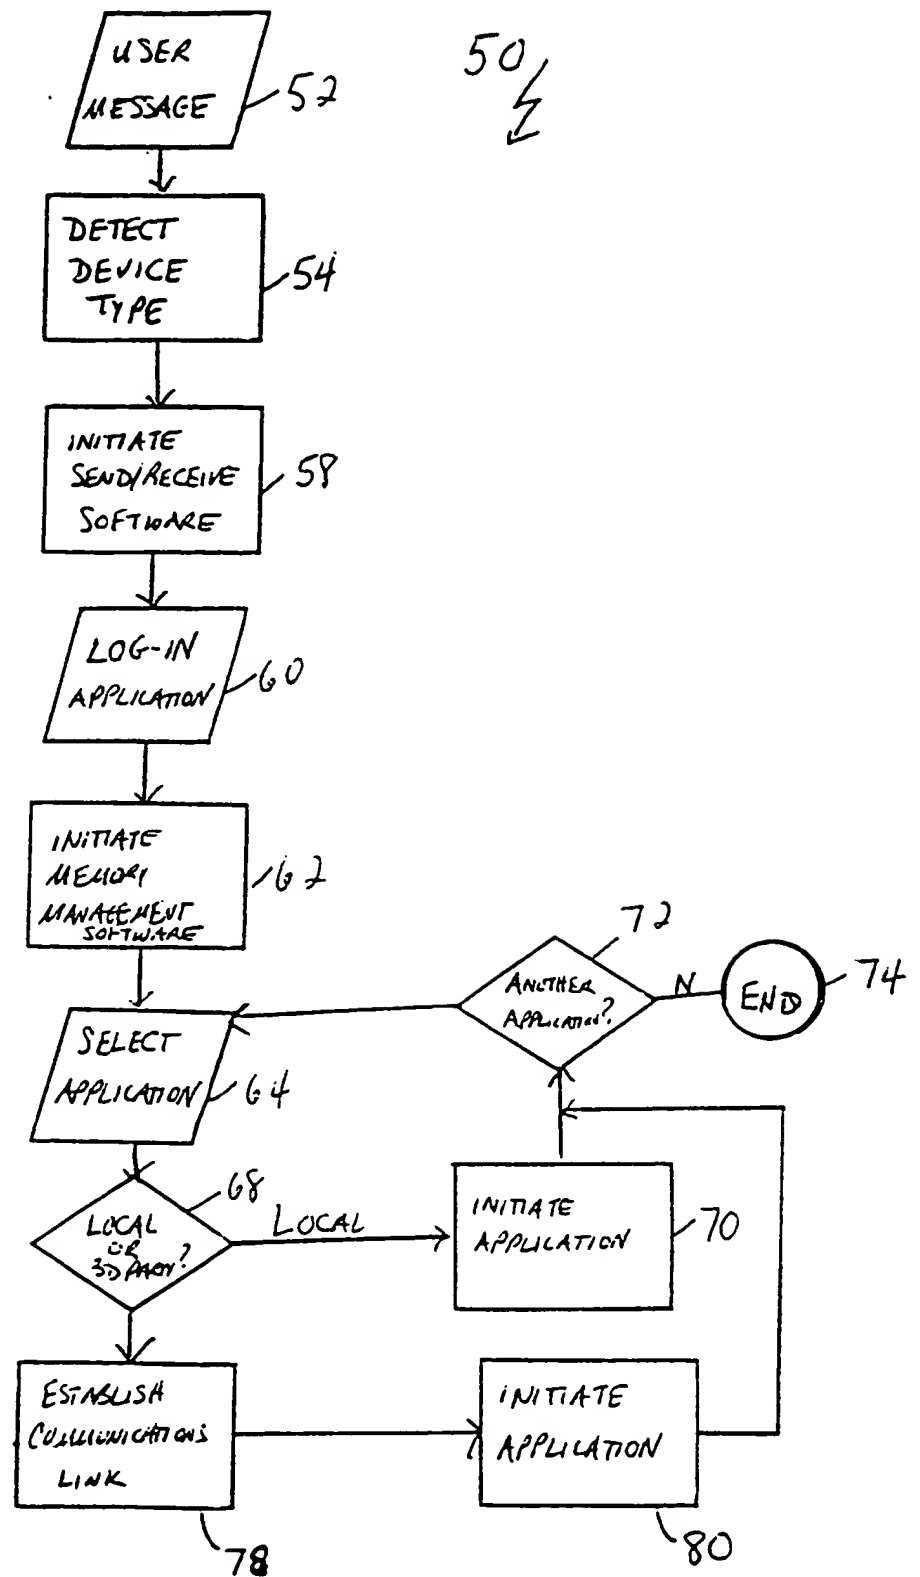 50
USER
MESSAGE
52
DETECT
DEVICE
TYPE
54
INITIATE
SEND/RECEIVE
SOFTWARE
58
LOG-IN
APPLICATION
60
INITIATE
MEMORY
MANAGEMENT
SOFTWARE
62
SELECT
APPLICATION
64
LOCAL
OR
3D PARTY?
68
LOCAL
INITIATE
APPLICATION
70
ANOTHER
APPLICATION?
72
N
END
74
ESTABLISH
COMMUNICATIONS
LINK
78
INITIATE
APPLICATION
80